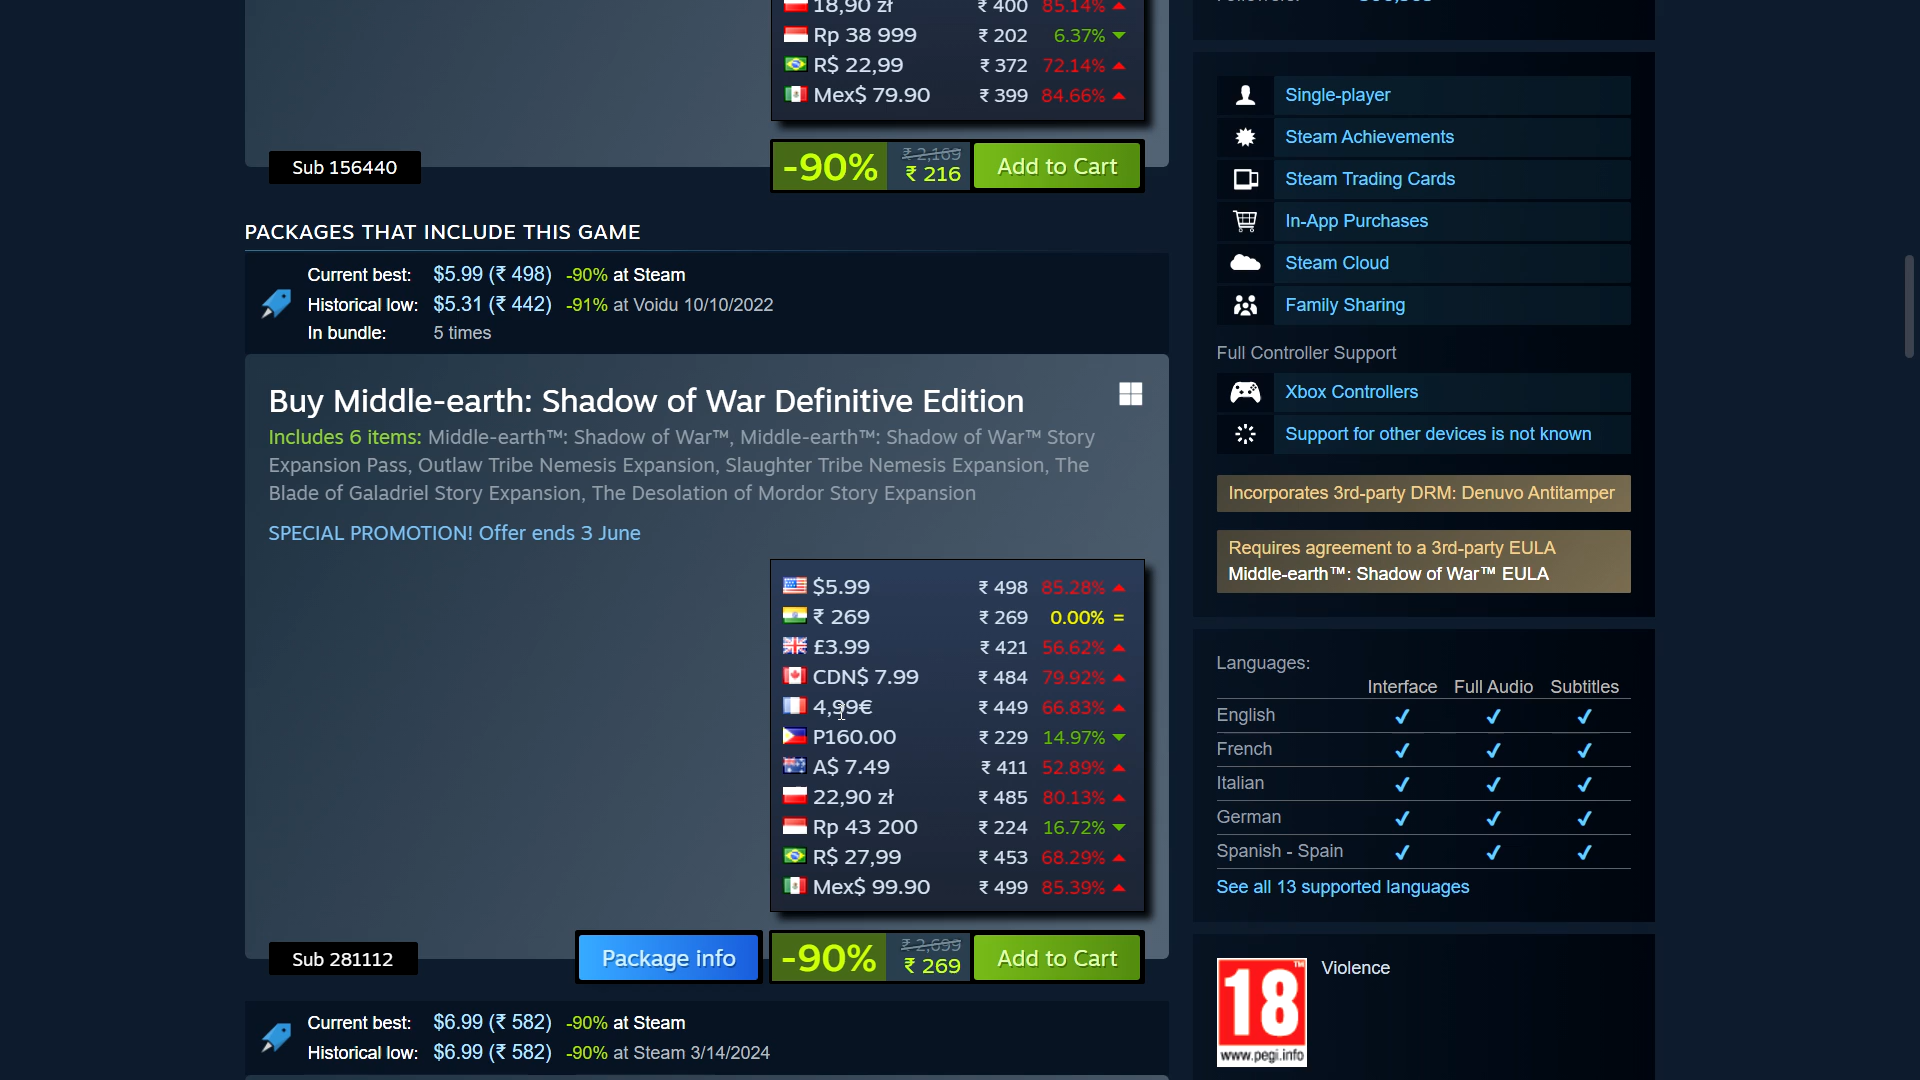 18,90 zł ₹ 400 85.14%
Rp 38 999 ₹ 202 6.37%
R$ 22,99 ₹ 372 72.14%
Mex$ 79.90 ₹ 399 84.66%
Sub 156440
-90% ₹ 2,169 ₹ 216 Add to Cart
PACKAGES THAT INCLUDE THIS GAME
Current best: $5.99 (₹ 498) -90% at Steam
Historical low: $5.31 (₹ 442) -91% at Voidu 10/10/2022
In bundle: 5 times
Buy Middle-earth: Shadow of War Definitive Edition
Includes 6 items: Middle-earth™: Shadow of War™, Middle-earth™: Shadow of War™ Story
Expansion Pass, Outlaw Tribe Nemesis Expansion, Slaughter Tribe Nemesis Expansion, The
Blade of Galadriel Story Expansion, The Desolation of Mordor Story Expansion
SPECIAL PROMOTION! Offer ends 3 June
$5.99 ₹ 498 85.28%
₹ 269 ₹ 269 0.00% =
£3.99 ₹ 421 56.62%
CDN$ 7.99 ₹ 484 79.92%
4,99€ ₹ 449 66.83%
P160.00 ₹ 229 14.97%
A$ 7.49 ₹ 411 52.89%
22,90 zł ₹ 485 80.13%
Rp 43 200 ₹ 224 16.72%
R$ 27,99 ₹ 453 68.29%
Mex$ 99.90 ₹ 499 85.39%
Sub 281112
Package info
-90% ₹ 2,699 ₹ 269 Add to Cart
Current best: $6.99 (₹ 582) -90% at Steam
Historical low: $6.99 (₹ 582) -90% at Steam 3/14/2024
Single-player
Steam Achievements
Steam Trading Cards
In-App Purchases
Steam Cloud
Family Sharing
Full Controller Support
Xbox Controllers
Support for other devices is not known
Incorporates 3rd-party DRM: Denuvo Antitamper
Requires agreement to a 3rd-party EULA
Middle-earth™: Shadow of War™ EULA
Languages:
Interface Full Audio Subtitles
English ✔ ✔ ✔
French ✔ ✔ ✔
Italian ✔ ✔ ✔
German ✔ ✔ ✔
Spanish - Spain ✔ ✔ ✔
See all 13 supported languages
18™
www.pegi.info
Violence